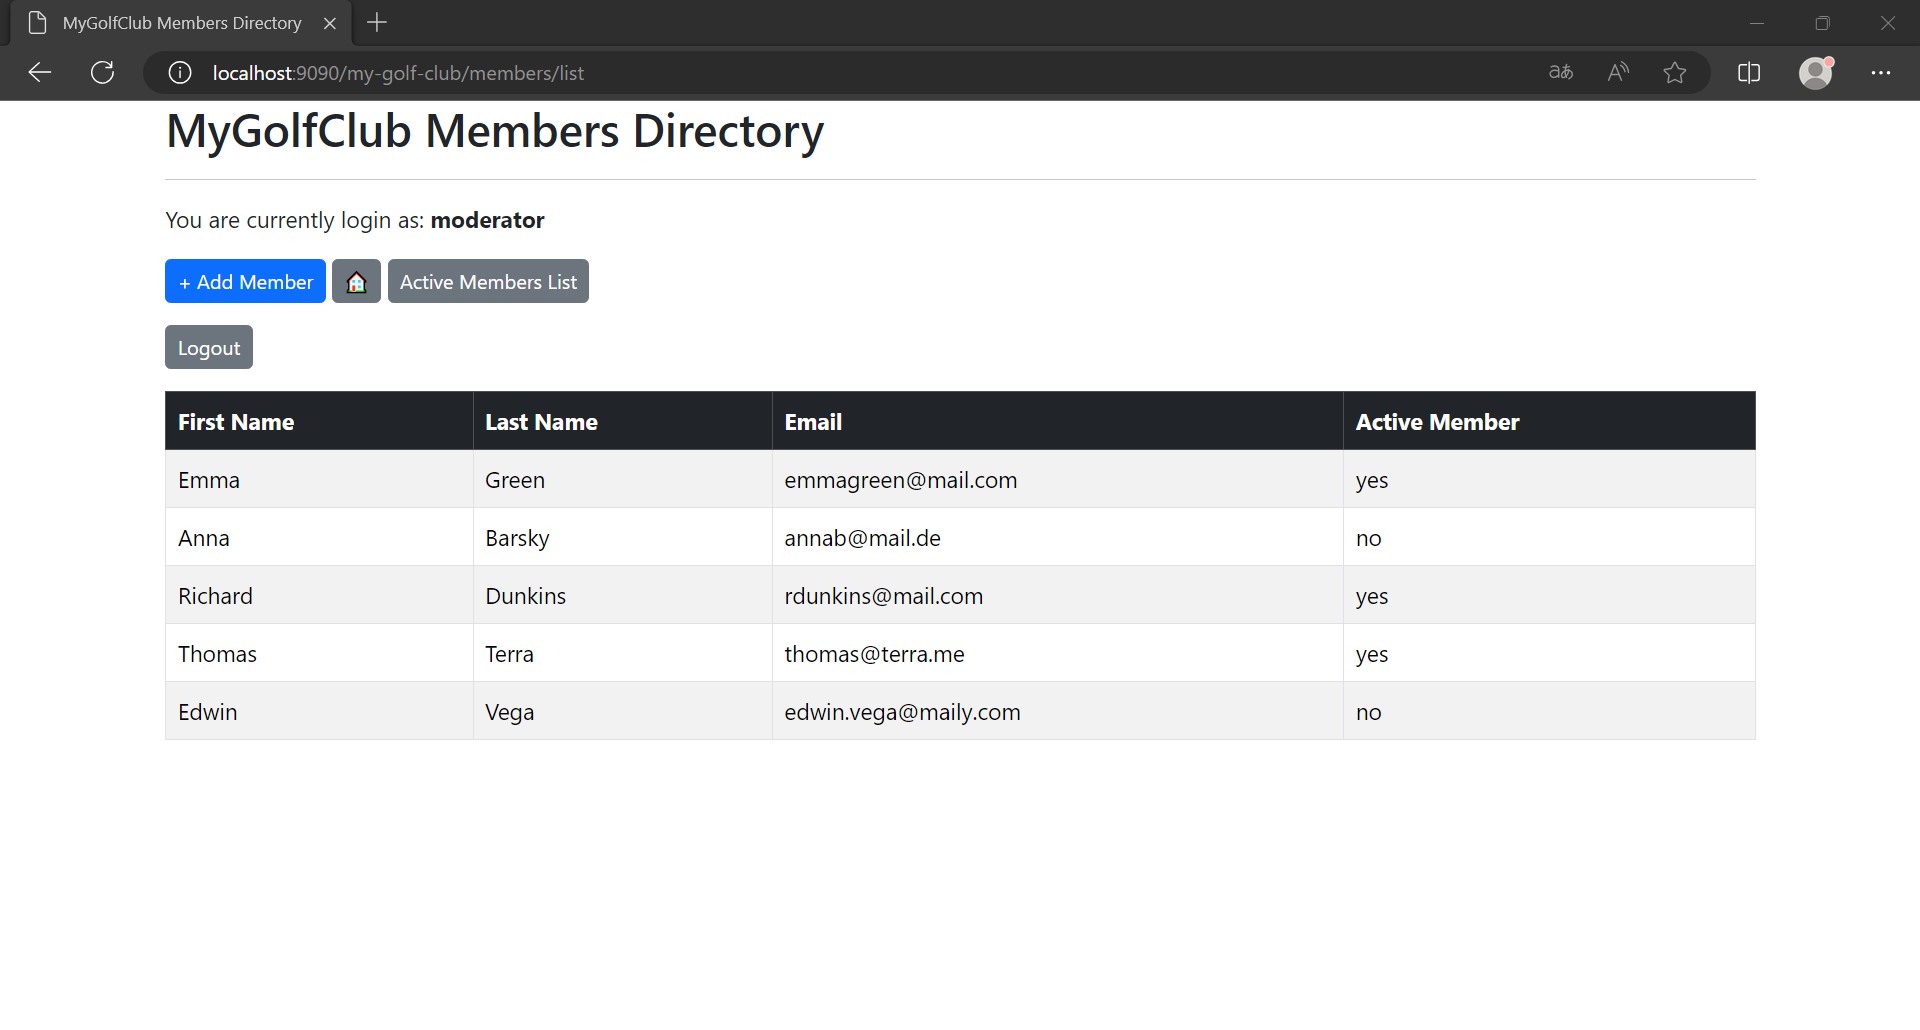 MyGolfClub Members Directory
localhost:9090/my-golf-club/members/list
aあ
A
MyGolfClub Members Directory
You are currently login as: moderator
+ Add Member Active Members List
Logout
First Name Last Name Email Active Member
Emma Green emmagreen@mail.com yes
Anna Barsky annab@mail.de no
Richard Dunkins rdunkins@mail.com yes
Thomas Terra thomas@terra.me yes
Edwin Vega edwin.vega@maily.com no